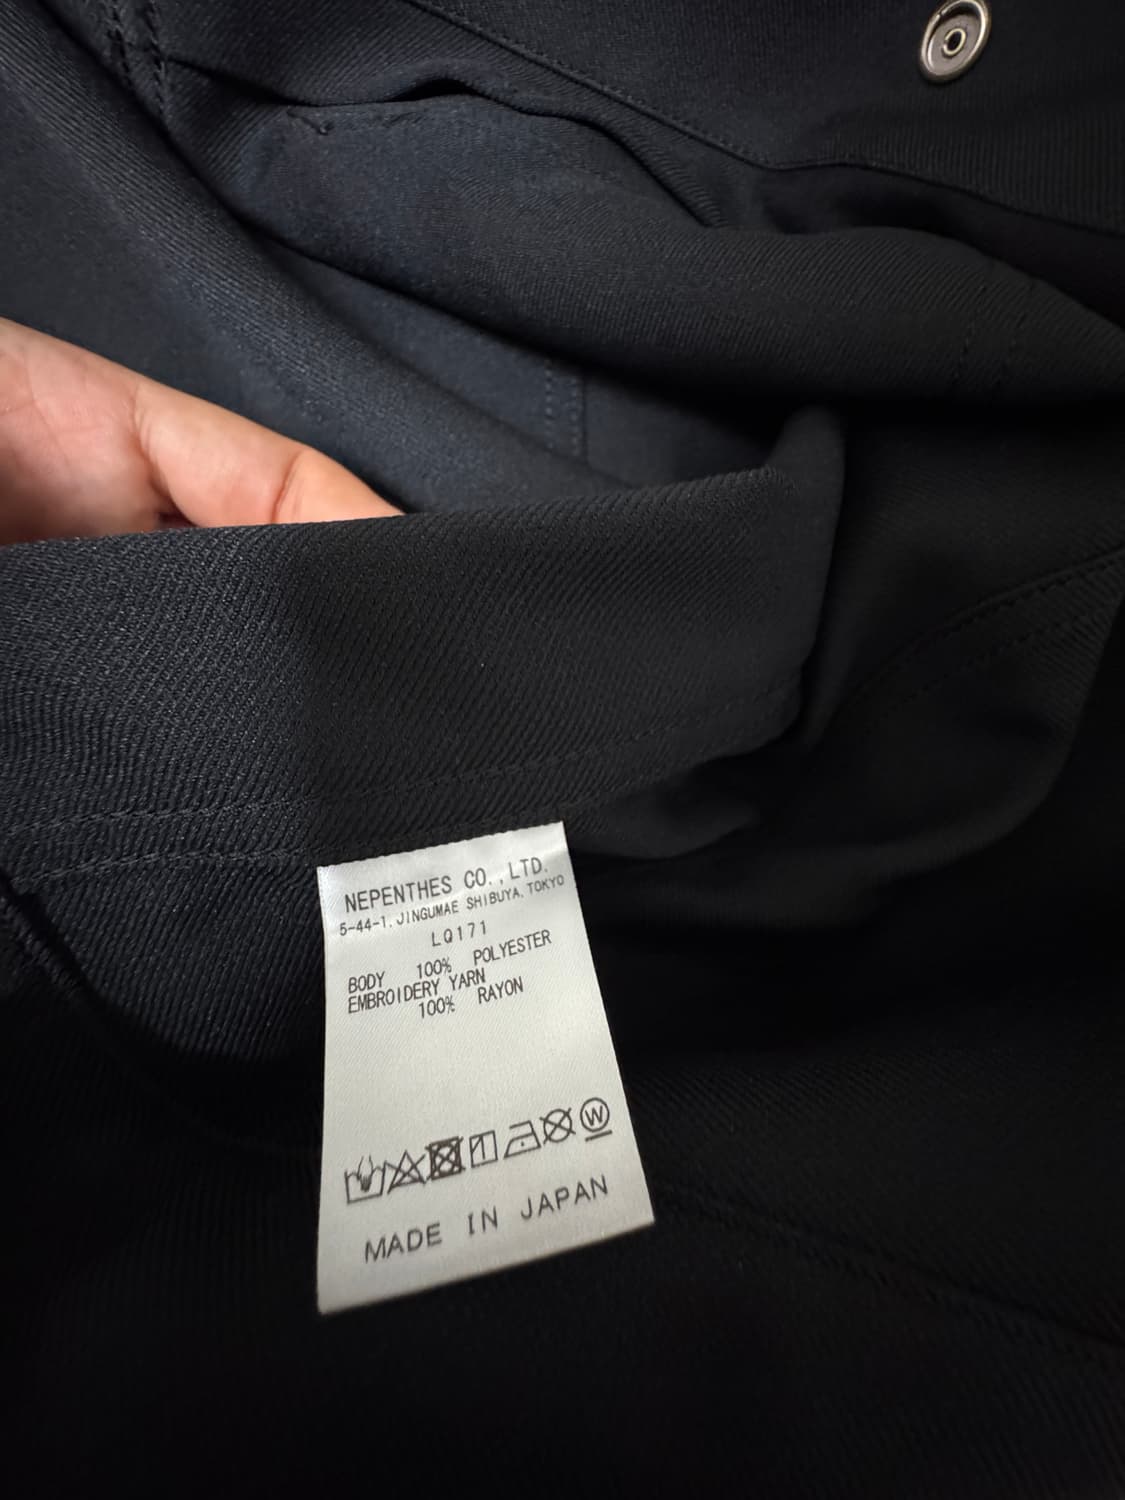 NEPENTHES CO.,LTD.
5-44-1, JINGUMAE SHIBUYA, TOKYO
LQ171
BODY 100% POLYESTER
EMBROIDERY YARN
100% RAYON
W
MADE IN JAPAN